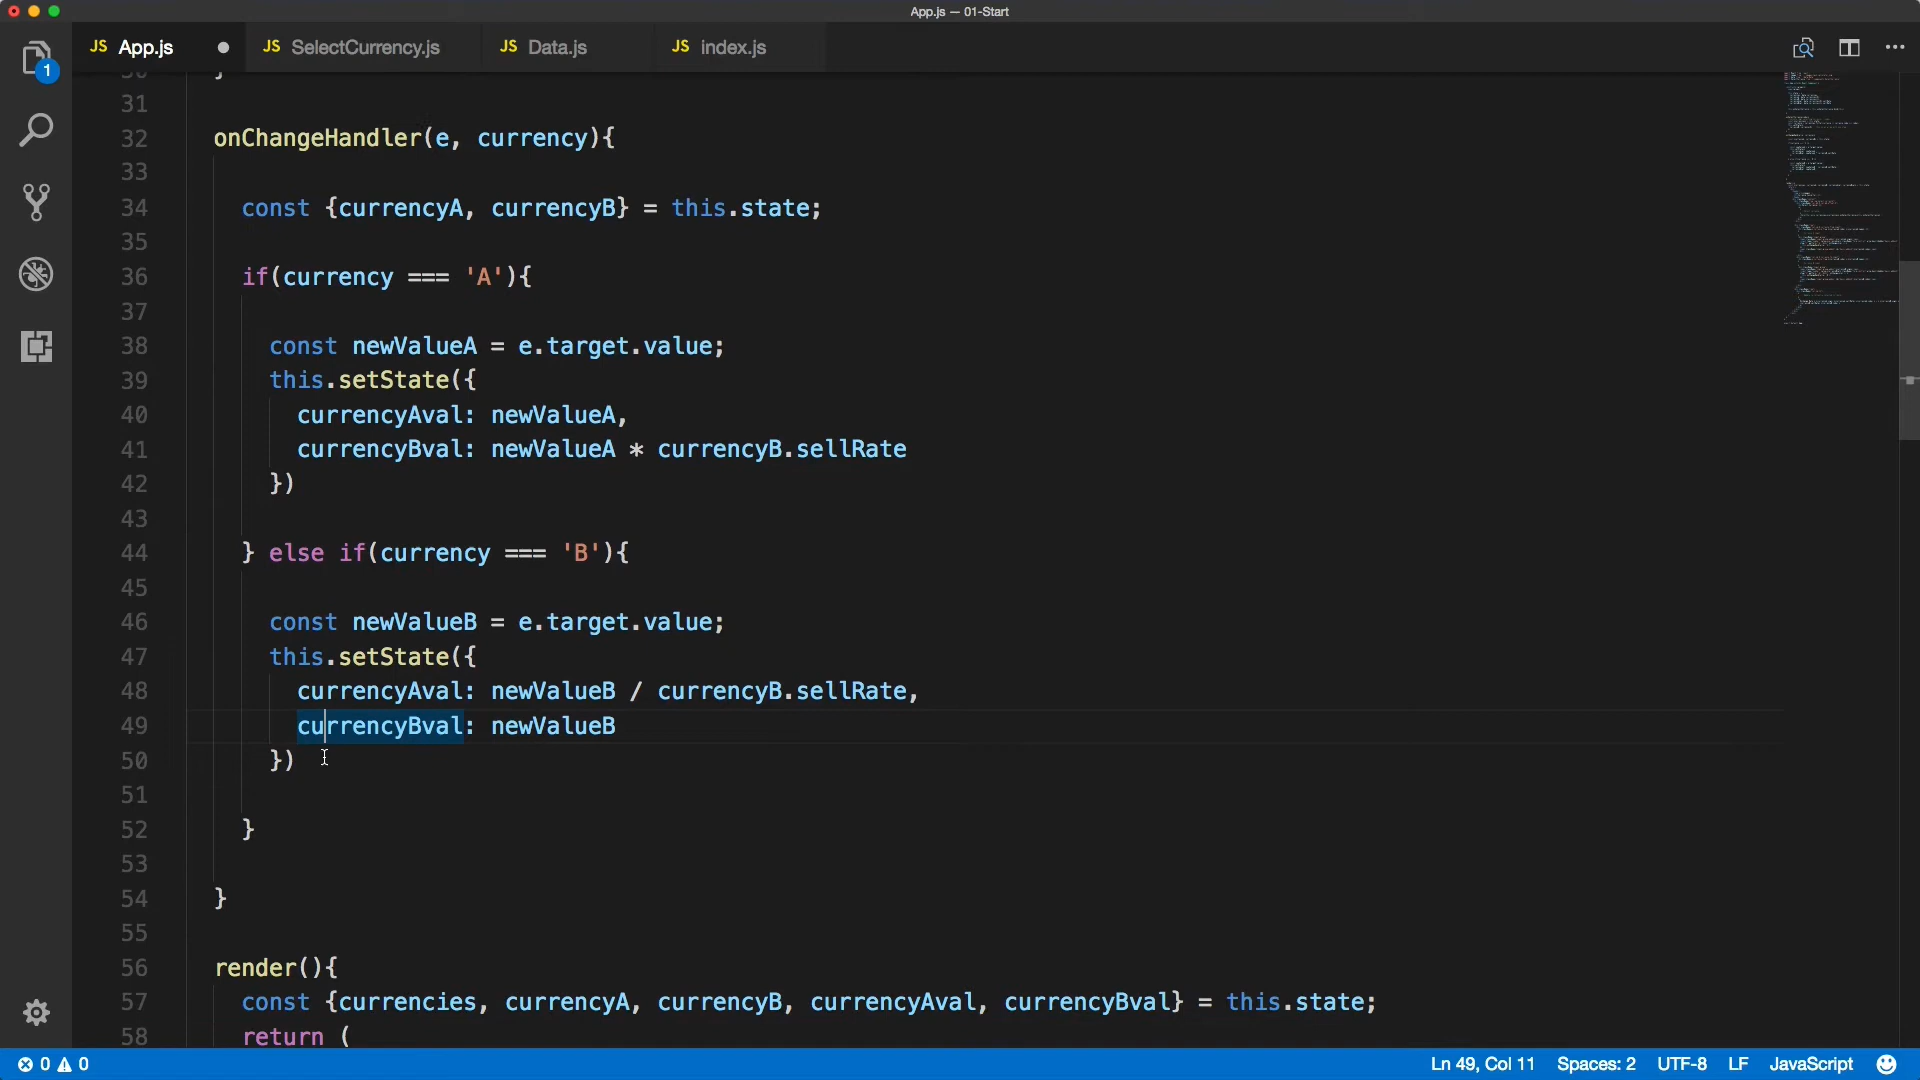 App.js — 01-Start
JS App.js JS SelectCurrency.js JS Data.js JS index.js
1
31
32 onChangeHandler(e, currency){
33
34 const {currencyA, currencyB} = this.state;
35
36 if(currency === 'A'){
37
38 const newValueA = e.target.value;
39 this.setState({
40 currencyAval: newValueA,
41 currencyBval: newValueA * currencyB.sellRate
42 })
43
44 } else if(currency === 'B'){
45
46 const newValueB = e.target.value;
47 this.setState({
48 currencyAval: newValueB / currencyB.sellRate,
49 currencyBval: newValueB
50 })
51
52 }
53
54 }
55
56 render(){
57 const {currencies, currencyA, currencyB, currencyAval, currencyBval} = this.state;
58 return (
0 0 Ln 49, Col 11 Spaces: 2 UTF-8 LF JavaScript